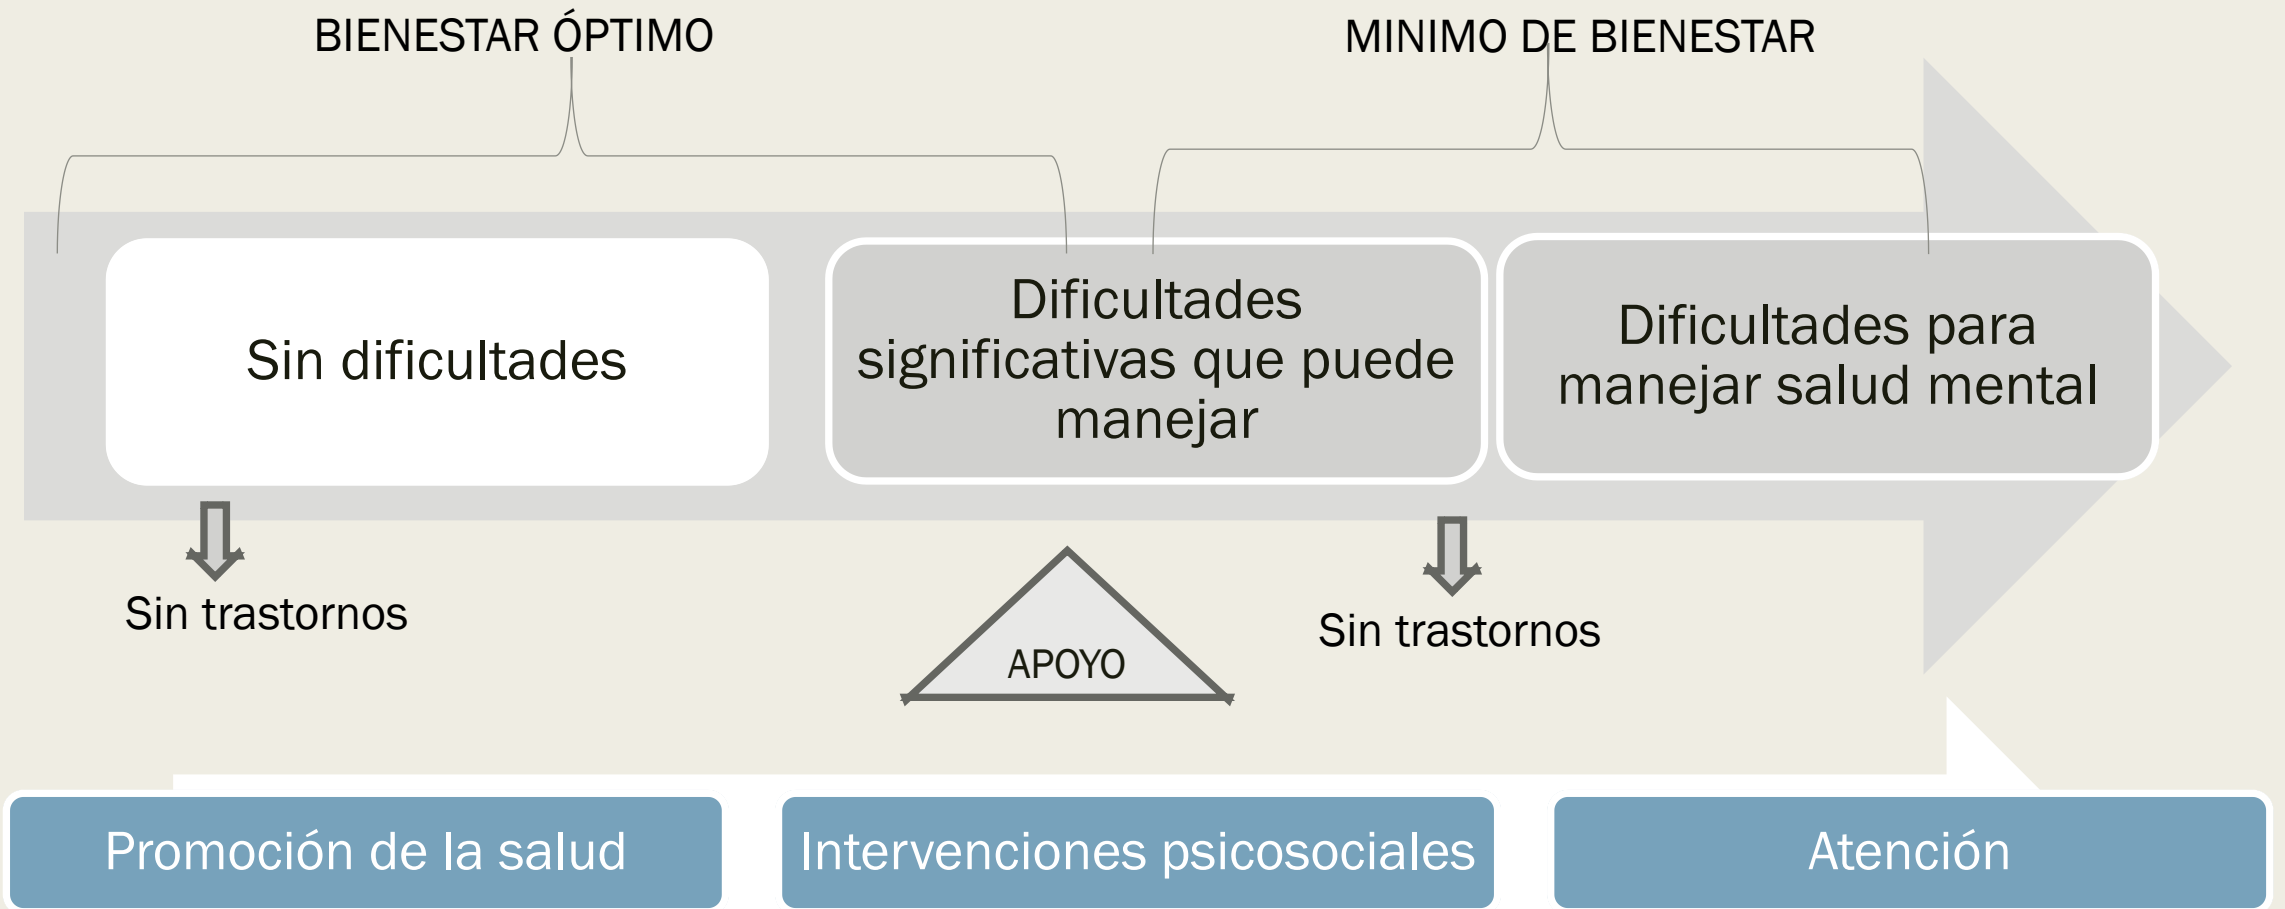 BIENESTAR ÓPTIMO
MINIMO DE BIENESTAR
Sin dificultades
Dificultades
significativas que puede
manejar
Dificultades para
manejar salud mental
Sin trastornos
APOYO
Sin trastornos
Promoción de la salud
Intervenciones psicosociales
Atención